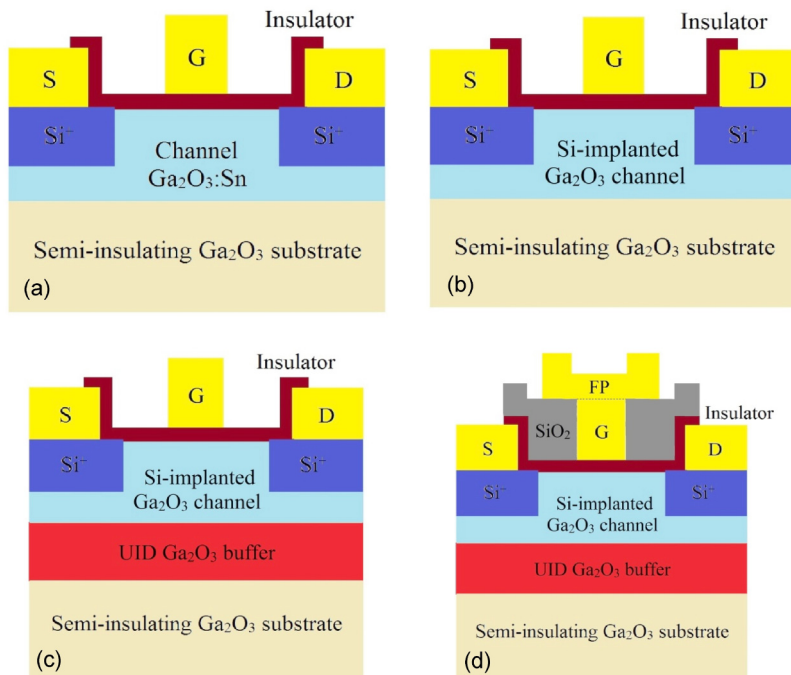 Insulator
G
S
D
Si⁻
Si⁻
Channel
Ga₂O₃:Sn
Semi-insulating Ga₂O₃ substrate
(a)
Insulator
G
S
D
Si⁻
Si⁻
Si-implanted
Ga₂O₃ channel
Semi-insulating Ga₂O₃ substrate
(b)
Insulator
G
S
D
Si⁻
Si⁻
Si-implanted
Ga₂O₃ channel
UID Ga₂O₃ buffer
Semi-insulating Ga₂O₃ substrate
(c)
FP
Insulator
SiO₂
G
S
D
Si⁻
Si⁻
Si-implanted
Ga₂O₃ channel
UID Ga₂O₃ buffer
Semi-insulating Ga₂O₃ substrate
(d)